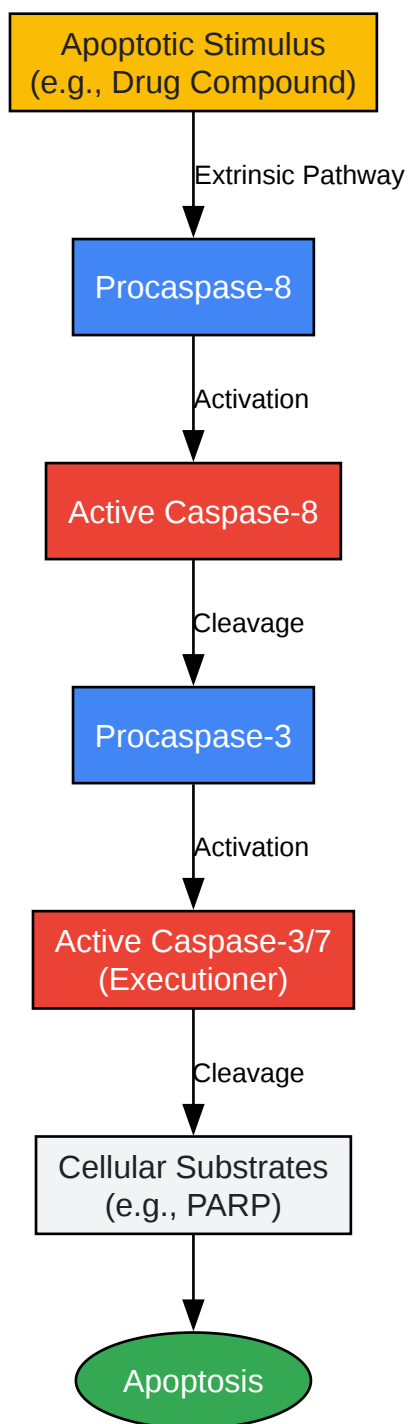 Apoptotic Stimulus
(e.g., Drug Compound)
Extrinsic Pathway
Procaspase-8
Activation
Active Caspase-8
Cleavage
Procaspase-3
Activation
Active Caspase-3/7
(Executioner)
Cleavage
Cellular Substrates
(e.g., PARP)
Apoptosis